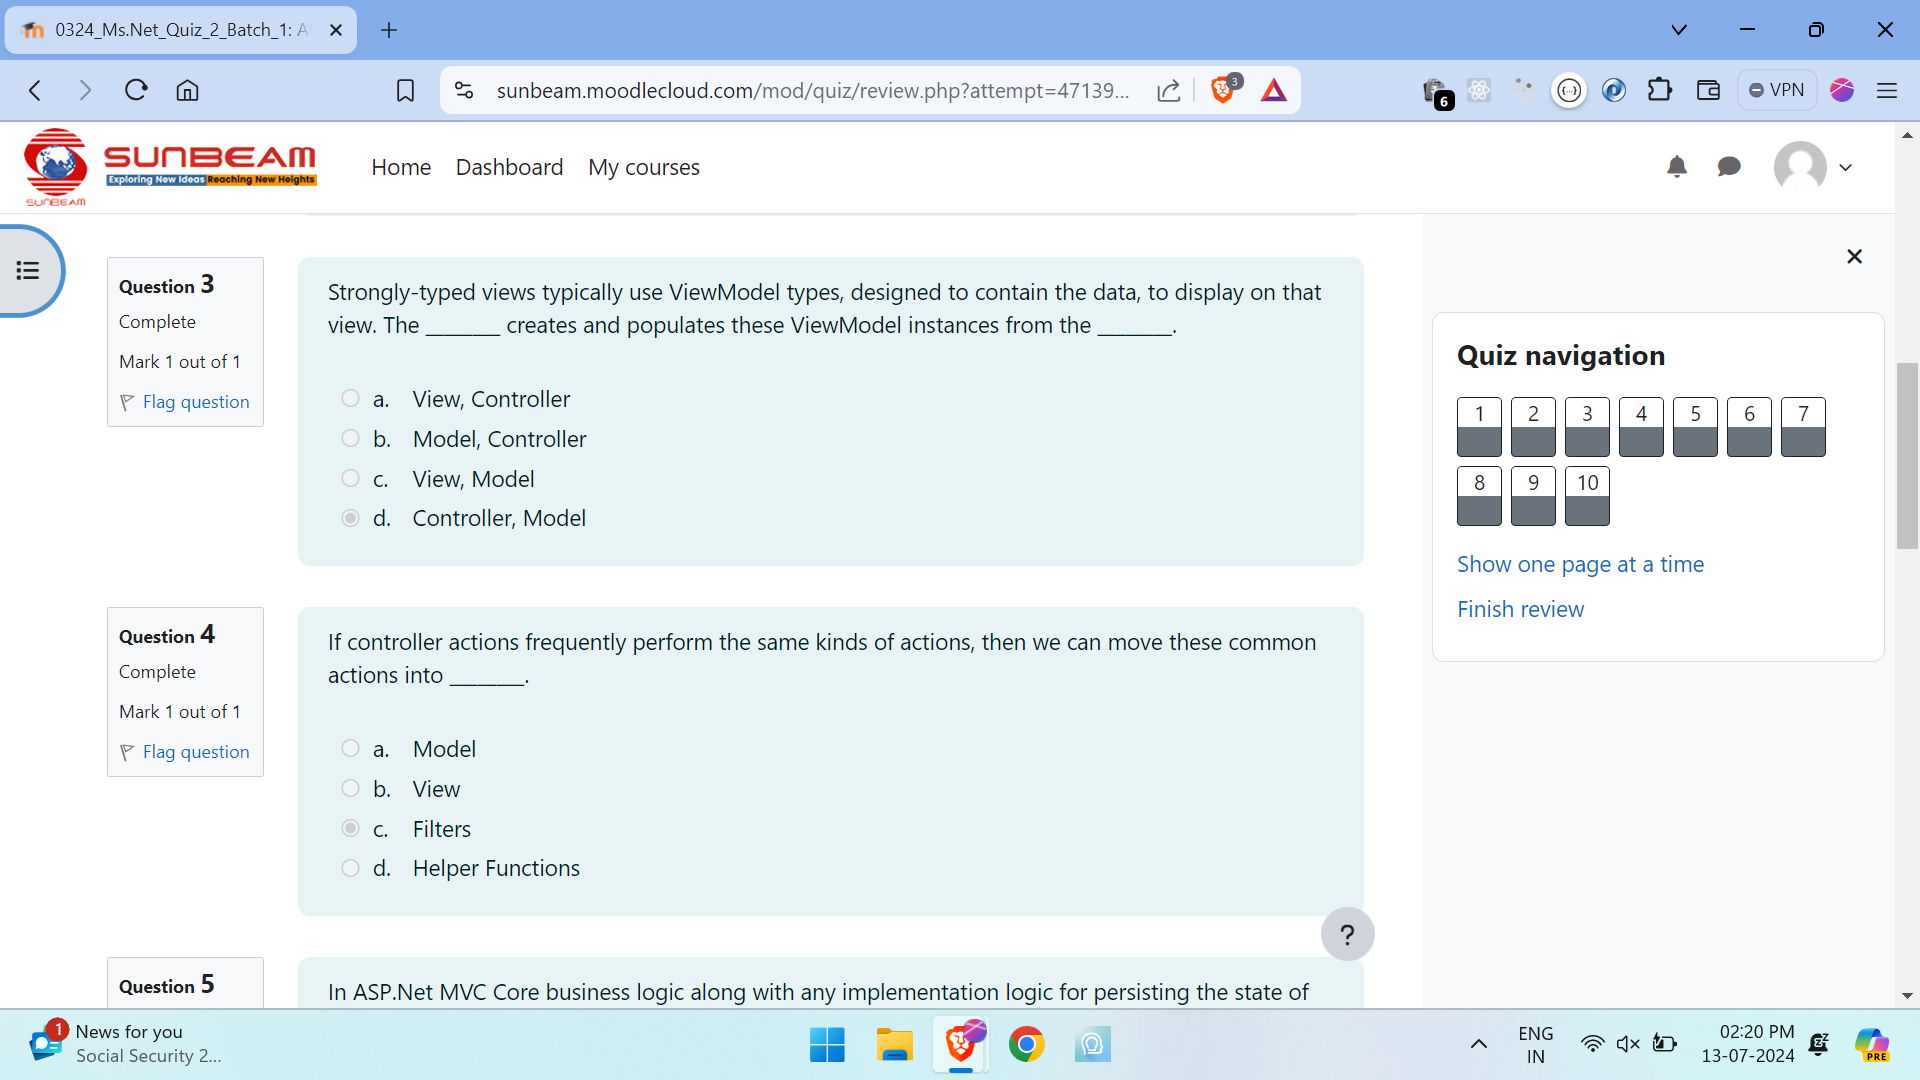 0324_Ms.Net_Quiz_2_Batch_1: A
sunbeam.moodlecloud.com/mod/quiz/review.php?attempt=47139...
3
6
VPN
SUNBEAM
Exploring New Ideas Reaching New Heights
SUNBEAM
Home Dashboard My courses
Question 3
Complete
Mark 1 out of 1
Flag question
Strongly-typed views typically use ViewModel types, designed to contain the data, to display on that
view. The ________ creates and populates these ViewModel instances from the ________.
a. View, Controller
b. Model, Controller
c. View, Model
d. Controller, Model
Question 4
Complete
Mark 1 out of 1
Flag question
If controller actions frequently perform the same kinds of actions, then we can move these common
actions into ________.
a. Model
b. View
c. Filters
d. Helper Functions
?
Question 5
In ASP.Net MVC Core business logic along with any implementation logic for persisting the state of
Quiz navigation
1 2 3 4 5 6 7
8 9 10
Show one page at a time
Finish review
1
News for you
Social Security 2...
ENG
IN
02:20 PM
13-07-2024
PRE